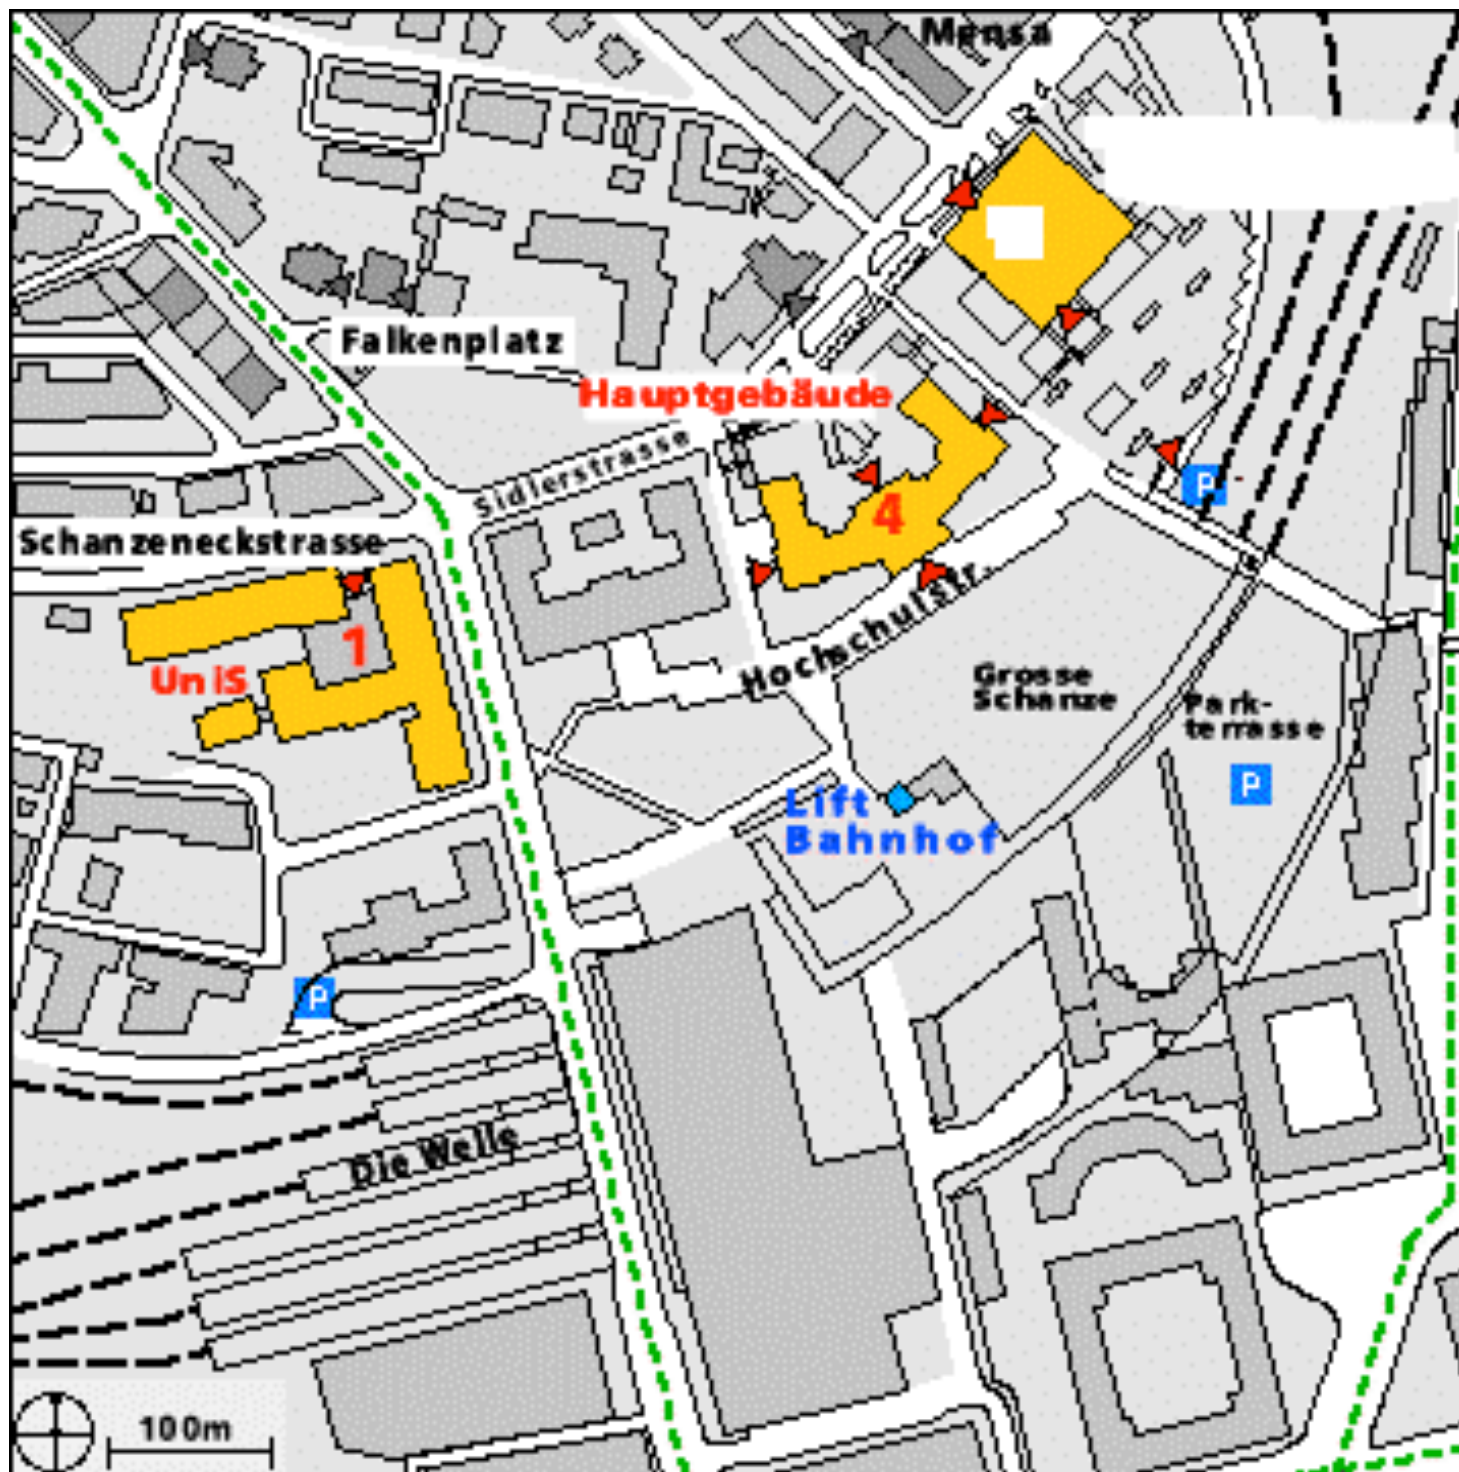 Mensa
Falkenplatz
Hauptgebäude
Sidlerstrasse
P
4
Schanzeneckstrasse
Hochschulstr.
1
UniS
Grosse
Schanze
Park-
terrasse
P
Lift
Bahnhof
P
Die Welle
100m